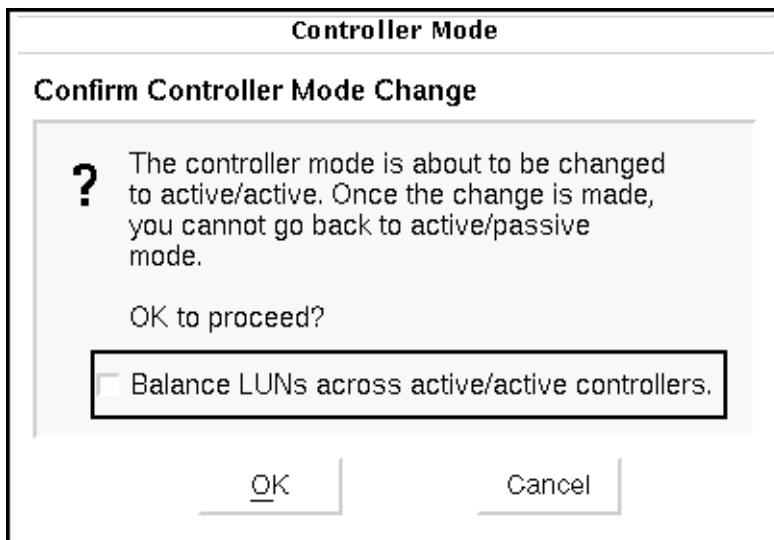 Controller Mode
Confirm Controller Mode Change
?
The controller mode is about to be changed
to active/active. Once the change is made,
you cannot go back to active/passive
mode.
OK to proceed?
Balance LUNs across active/active controllers.
OK
Cancel